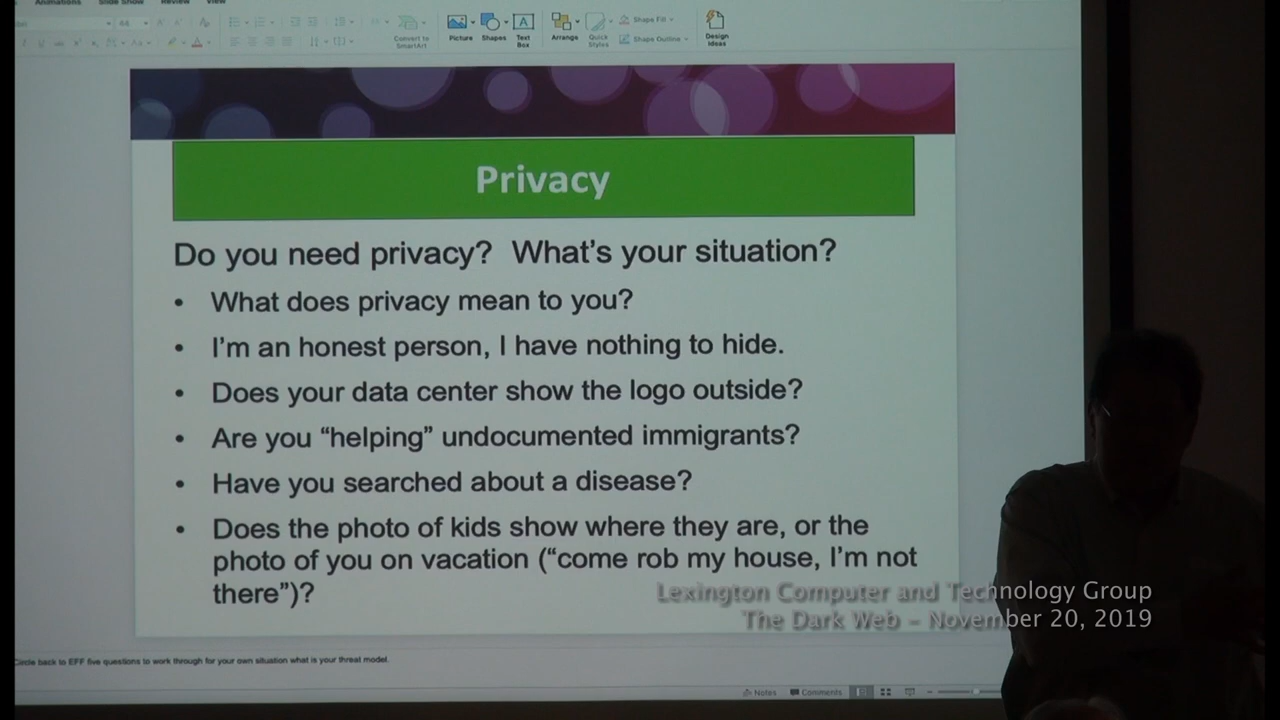 Animations Slide Show Review View
44
Convert to
SmartArt
Picture
Shapes
Text
Box
Arrange
Quick
Styles
Shape Fill
Shape Outline
Design
Ideas
Privacy
Do you need privacy? What's your situation?
• What does privacy mean to you?
• I'm an honest person, I have nothing to hide.
• Does your data center show the logo outside?
• Are you “helping” undocumented immigrants?
• Have you searched about a disease?
• Does the photo of kids show where they are, or the
photo of you on vacation (“come rob my house, I'm not
there”)?
Lexington Computer and Technology Group
The Dark Web – November 20, 2019
Circle back to EFF five questions to work through for your own situation what is your threat model.
Notes Comments